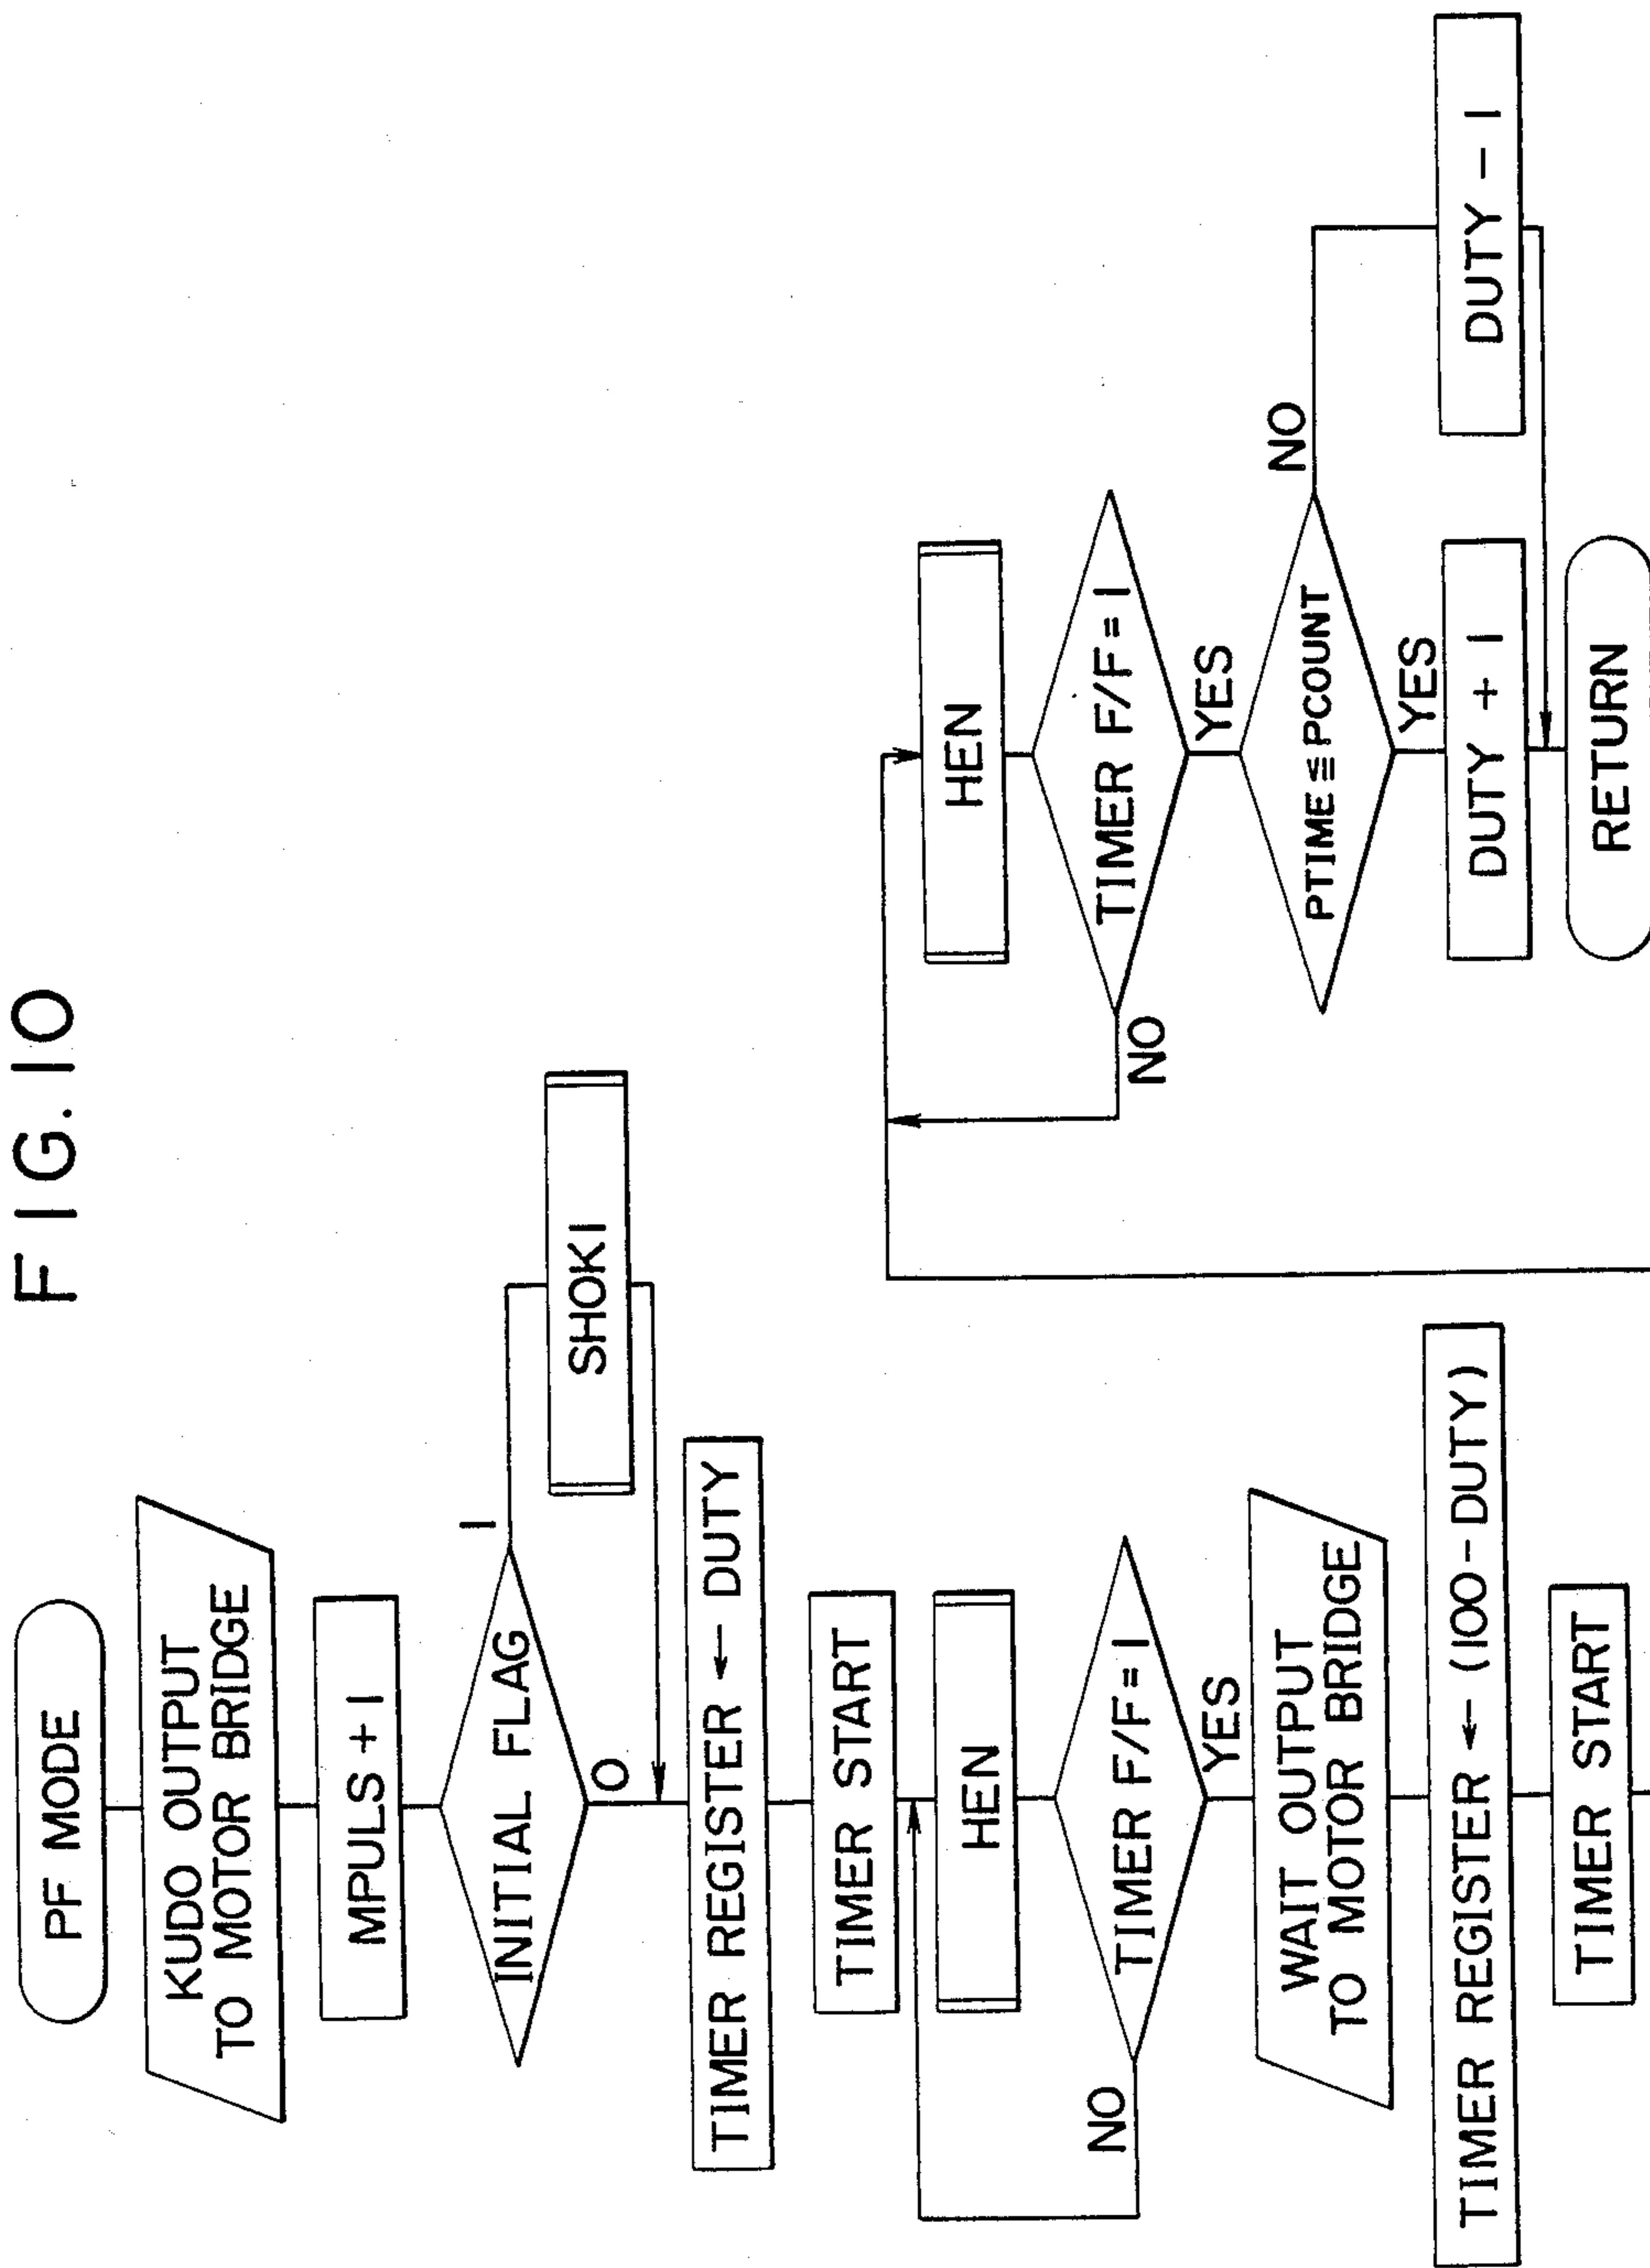 FIG. 10
PF MODE
KUDO OUTPUT
TO MOTOR BRIDGE
MPULS + 1
INITIAL FLAG
1
0
SHOKI
TIMER REGISTER ← DUTY
TIMER START
HEN
TIMER F/F = 1
NO
YES
WAIT OUTPUT
TO MOTOR BRIDGE
TIMER REGISTER ← (100 - DUTY)
TIMER START
HEN
TIMER F/F = 1
NO
YES
PTIME ≦ PCOUNT
NO
YES
DUTY + 1
DUTY - 1
RETURN